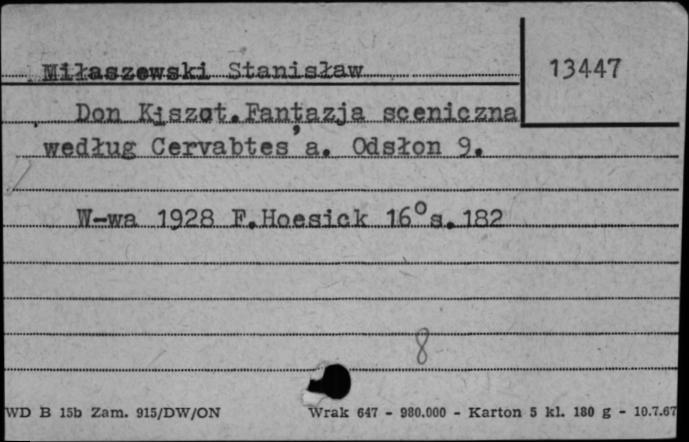 Miłaszewski Stanisław
13447
Don Kiszot. Fantazja sceniczna
według Cervabtes'a. Odsłon 9.
W-wa 1928 F.Hoesick 16° s. 182
8
WD B 15b Zam. 915/DW/ON Wrak 647 - 980.000 - Karton 5 kl. 180 g - 10.7.67